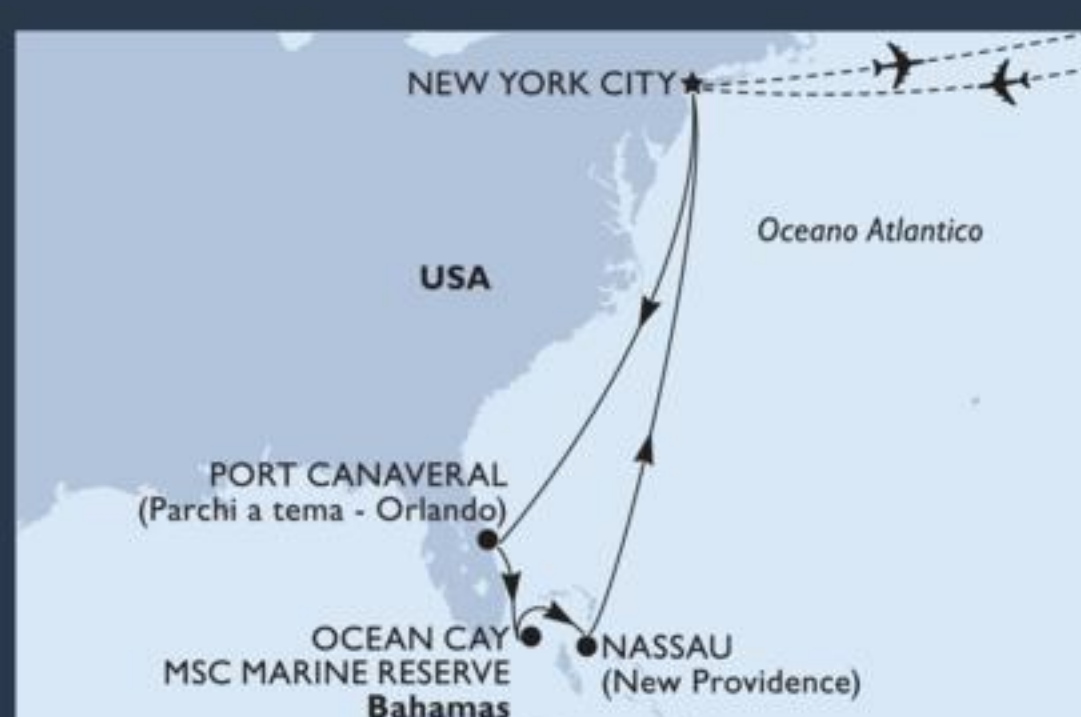 NEW YORK CITY
Oceano Atlantico
USA
PORT CANAVERAL
(Parchi a tema - Orlando)
OCEAN CAY
MSC MARINE RESERVE
Bahamas
NASSAU
(New Providence)